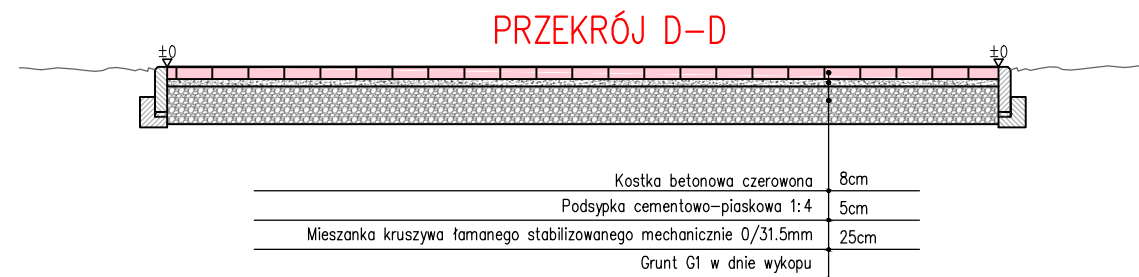 PRZEKRÓJ D-D
±0 ±0
Kostka betonowa czerowona 8cm
Podsypka cementowo-piaskowa 1:4 5cm
Mieszanka kruszywa łamanego stabilizowanego mechanicznie 0/31.5mm 25cm
Grunt G1 w dnie wykopu